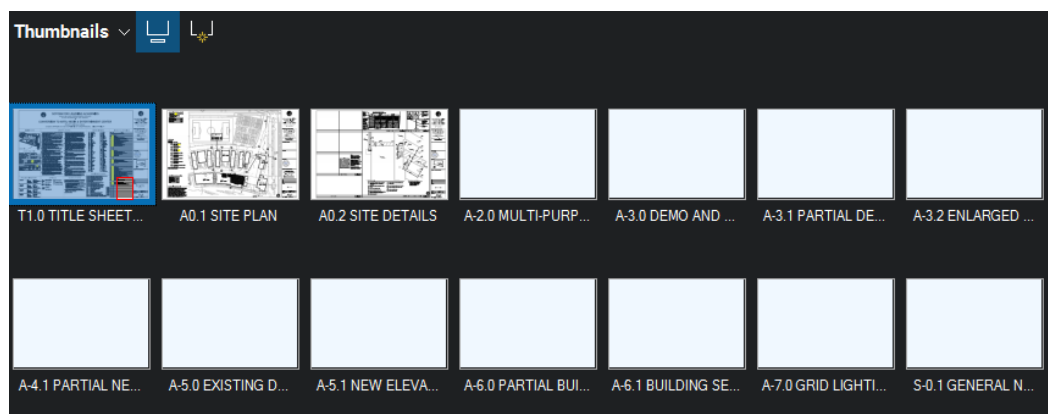 Thumbnails
T1.0 TITLE SHEET...
A0.1 SITE PLAN
A0.2 SITE DETAILS
A-2.0 MULTI-PURP...
A-3.0 DEMO AND ...
A-3.1 PARTIAL DE...
A-3.2 ENLARGED ...
A-4.1 PARTIAL NE...
A-5.0 EXISTING D...
A-5.1 NEW ELEVA...
A-6.0 PARTIAL BUI...
A-6.1 BUILDING SE...
A-7.0 GRID LIGHTI...
S-0.1 GENERAL N...